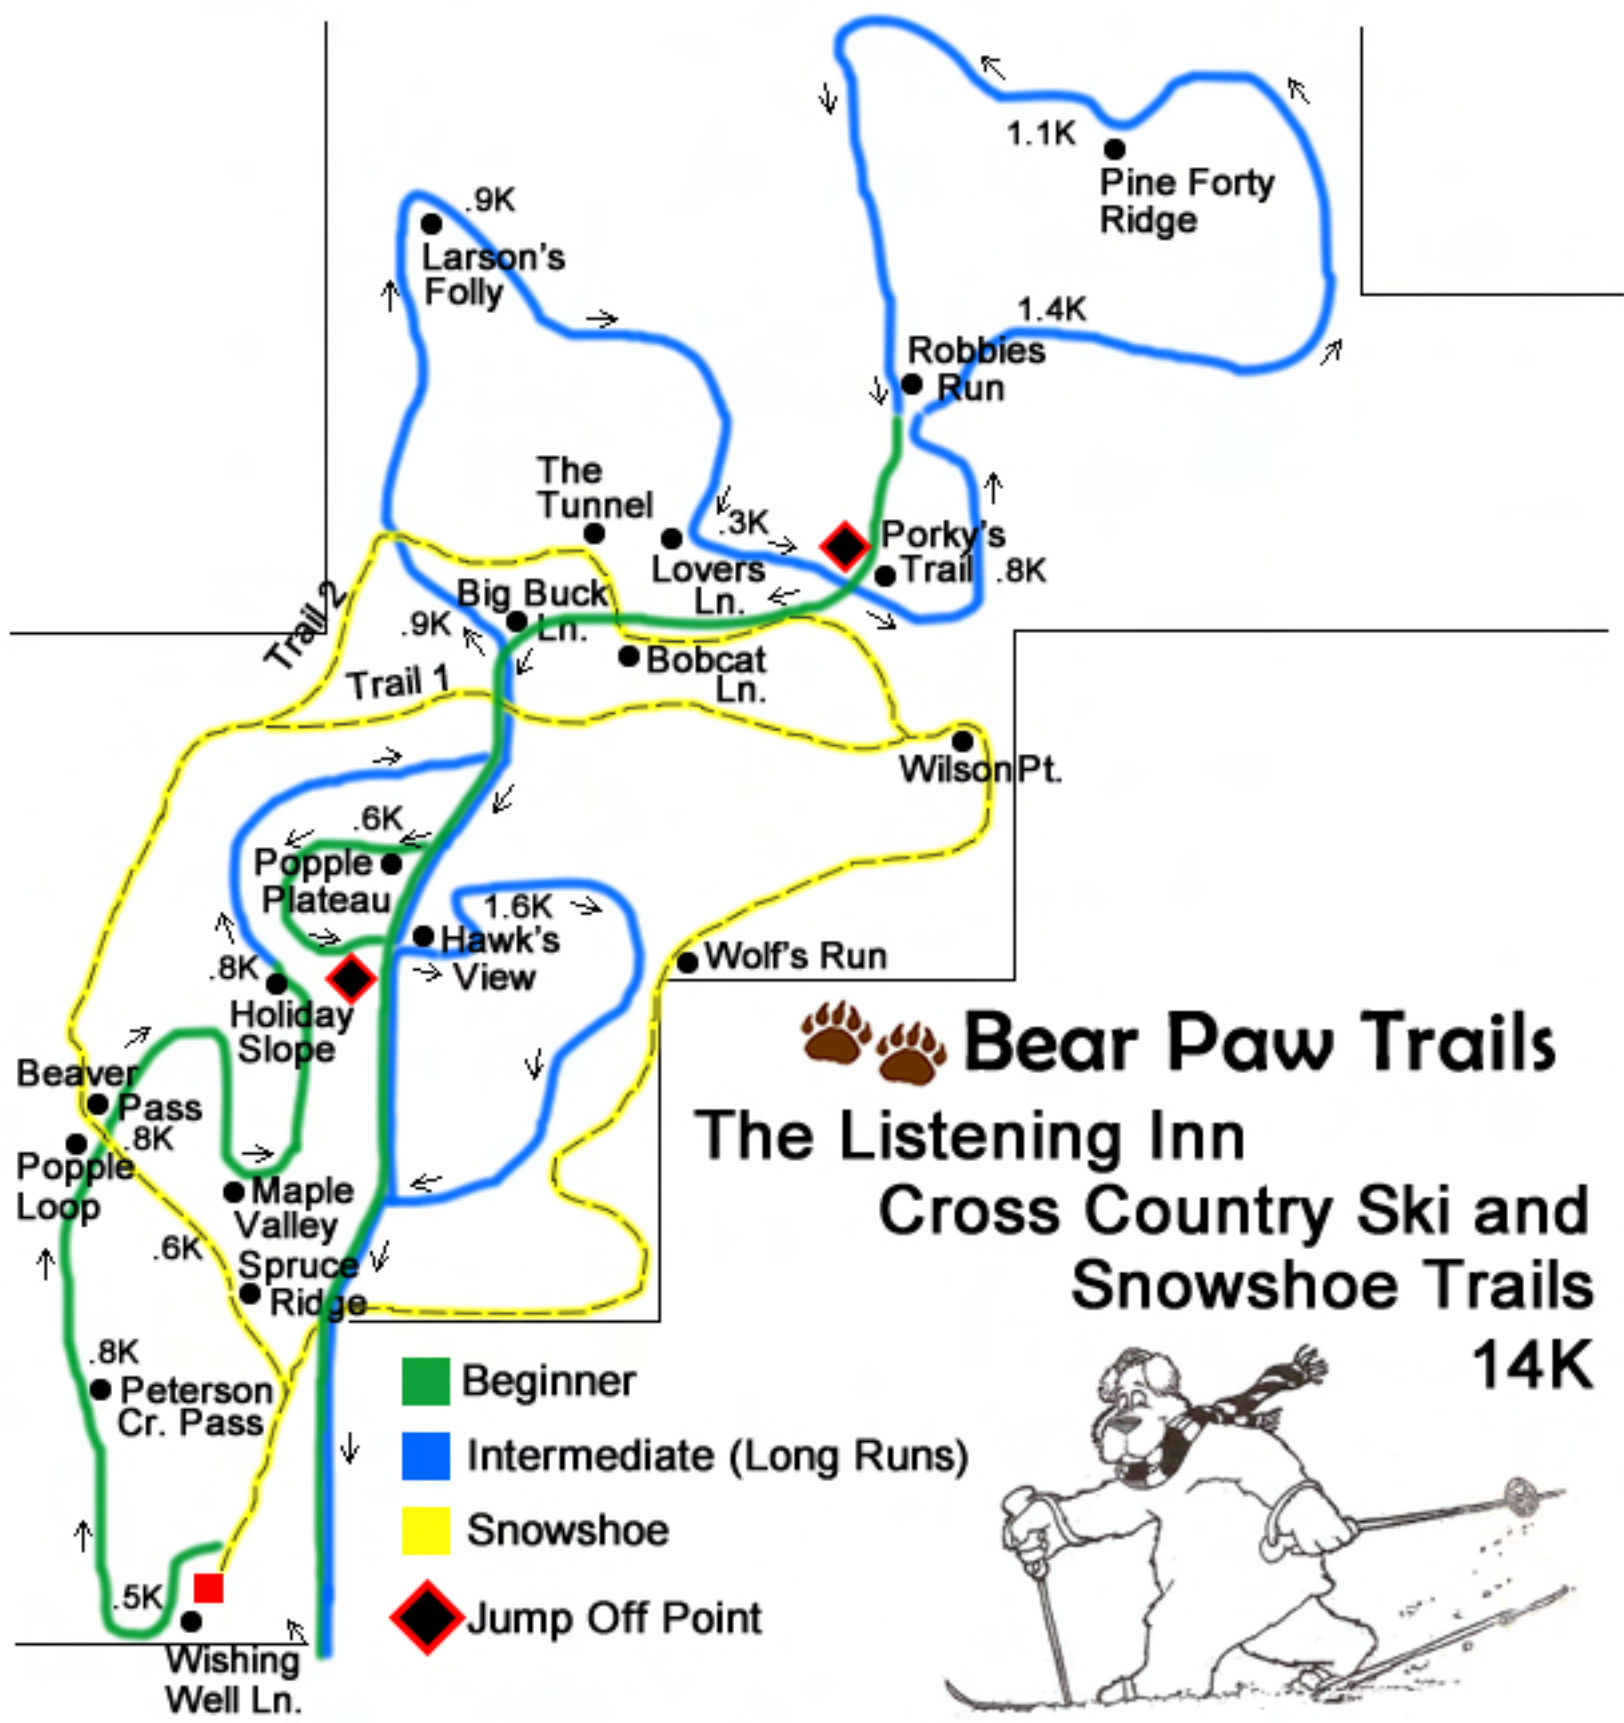 1.1K
Pine Forty
Ridge
.9K
Larson's
Folly
1.4K
Robbies
Run
The
Tunnel
.3K
Porky's
Trail
.8K
Lovers
Ln.
Big Buck
Ln.
.9K
Trail 2
Bobcat
Ln.
Trail 1
WilsonPt.
.6K
Popple
Plateau
1.6K
Hawk's
View
Wolf's Run
.8K
Holiday
Slope
Beaver
Pass
.8K
Popple
Loop
Maple
Valley
.6K
Spruce
Ridge
.8K
Peterson
Cr. Pass
.5K
Wishing
Well Ln.
Bear Paw Trails
The Listening Inn
Cross Country Ski and
Snowshoe Trails
14K
Beginner
Intermediate (Long Runs)
Snowshoe
Jump Off Point